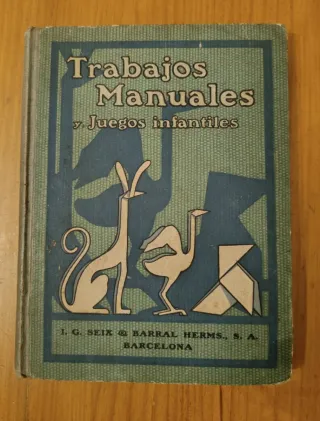 Trabajos
Manuales
y Juegos infantiles
I. G. SEIX & BARRAL HERMS., S. A.
BARCELONA